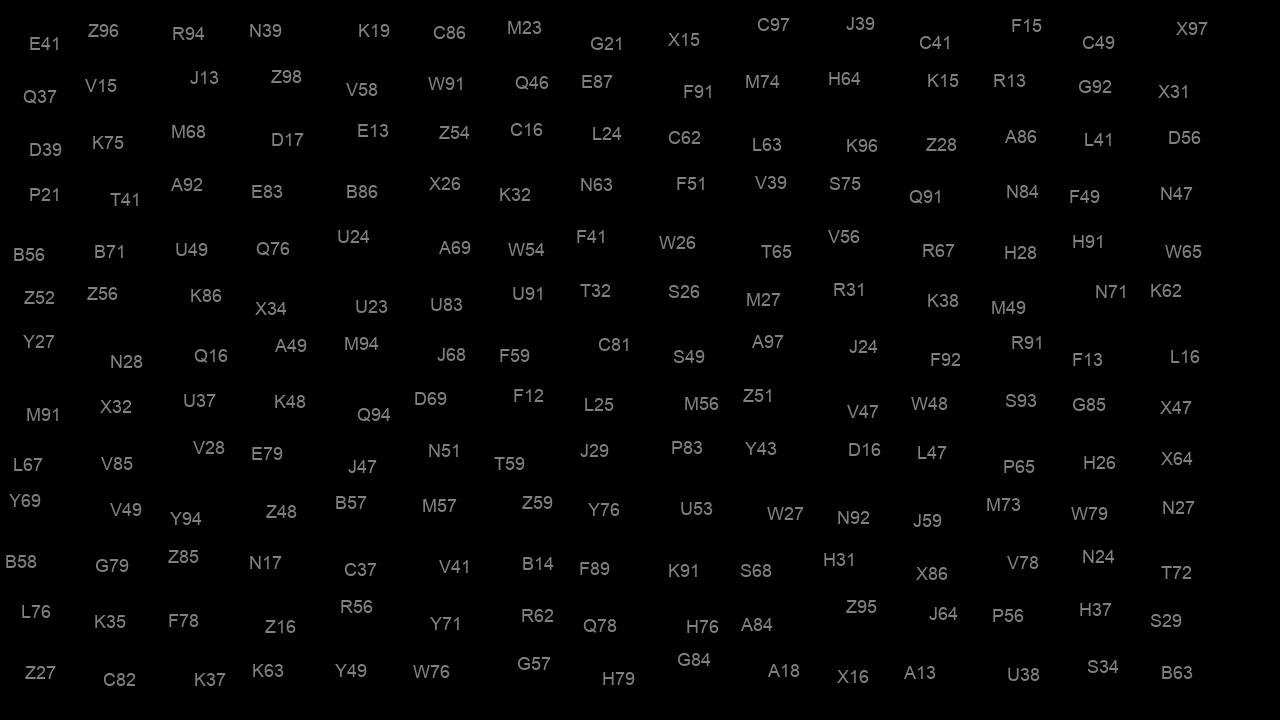 E41 Z96 R94 N39 K19 C86 M23 G21 X15 C97 J39 C41 F15 C49 X97
Q37 V15 J13 Z98 V58 W91 Q46 E87 F91 M74 H64 K15 R13 G92 X31
D39 K75 M68 D17 E13 Z54 C16 L24 C62 L63 K96 Z28 A86 L41 D56
P21 T41 A92 E83 B86 X26 K32 N63 F51 V39 S75 Q91 N84 F49 N47
B56 B71 U49 Q76 U24 A69 W54 F41 W26 T65 V56 R67 H28 H91 W65
Z52 Z56 K86 X34 U23 U83 U91 T32 S26 M27 R31 K38 M49 N71 K62
Y27 N28 Q16 A49 M94 J68 F59 C81 S49 A97 J24 F92 R91 F13 L16
M91 X32 U37 K48 Q94 D69 F12 L25 M56 Z51 V47 W48 S93 G85 X47
L67 V85 V28 E79 J47 N51 T59 J29 P83 Y43 D16 L47 P65 H26 X64
Y69 V49 Y94 Z48 B57 M57 Z59 Y76 U53 W27 N92 J59 M73 W79 N27
B58 G79 Z85 N17 C37 V41 B14 F89 K91 S68 H31 X86 V78 N24 T72
L76 K35 F78 Z16 R56 Y71 R62 Q78 H76 A84 Z95 J64 P56 H37 S29
Z27 C82 K37 K63 Y49 W76 G57 H79 G84 A18 X16 A13 U38 S34 B63